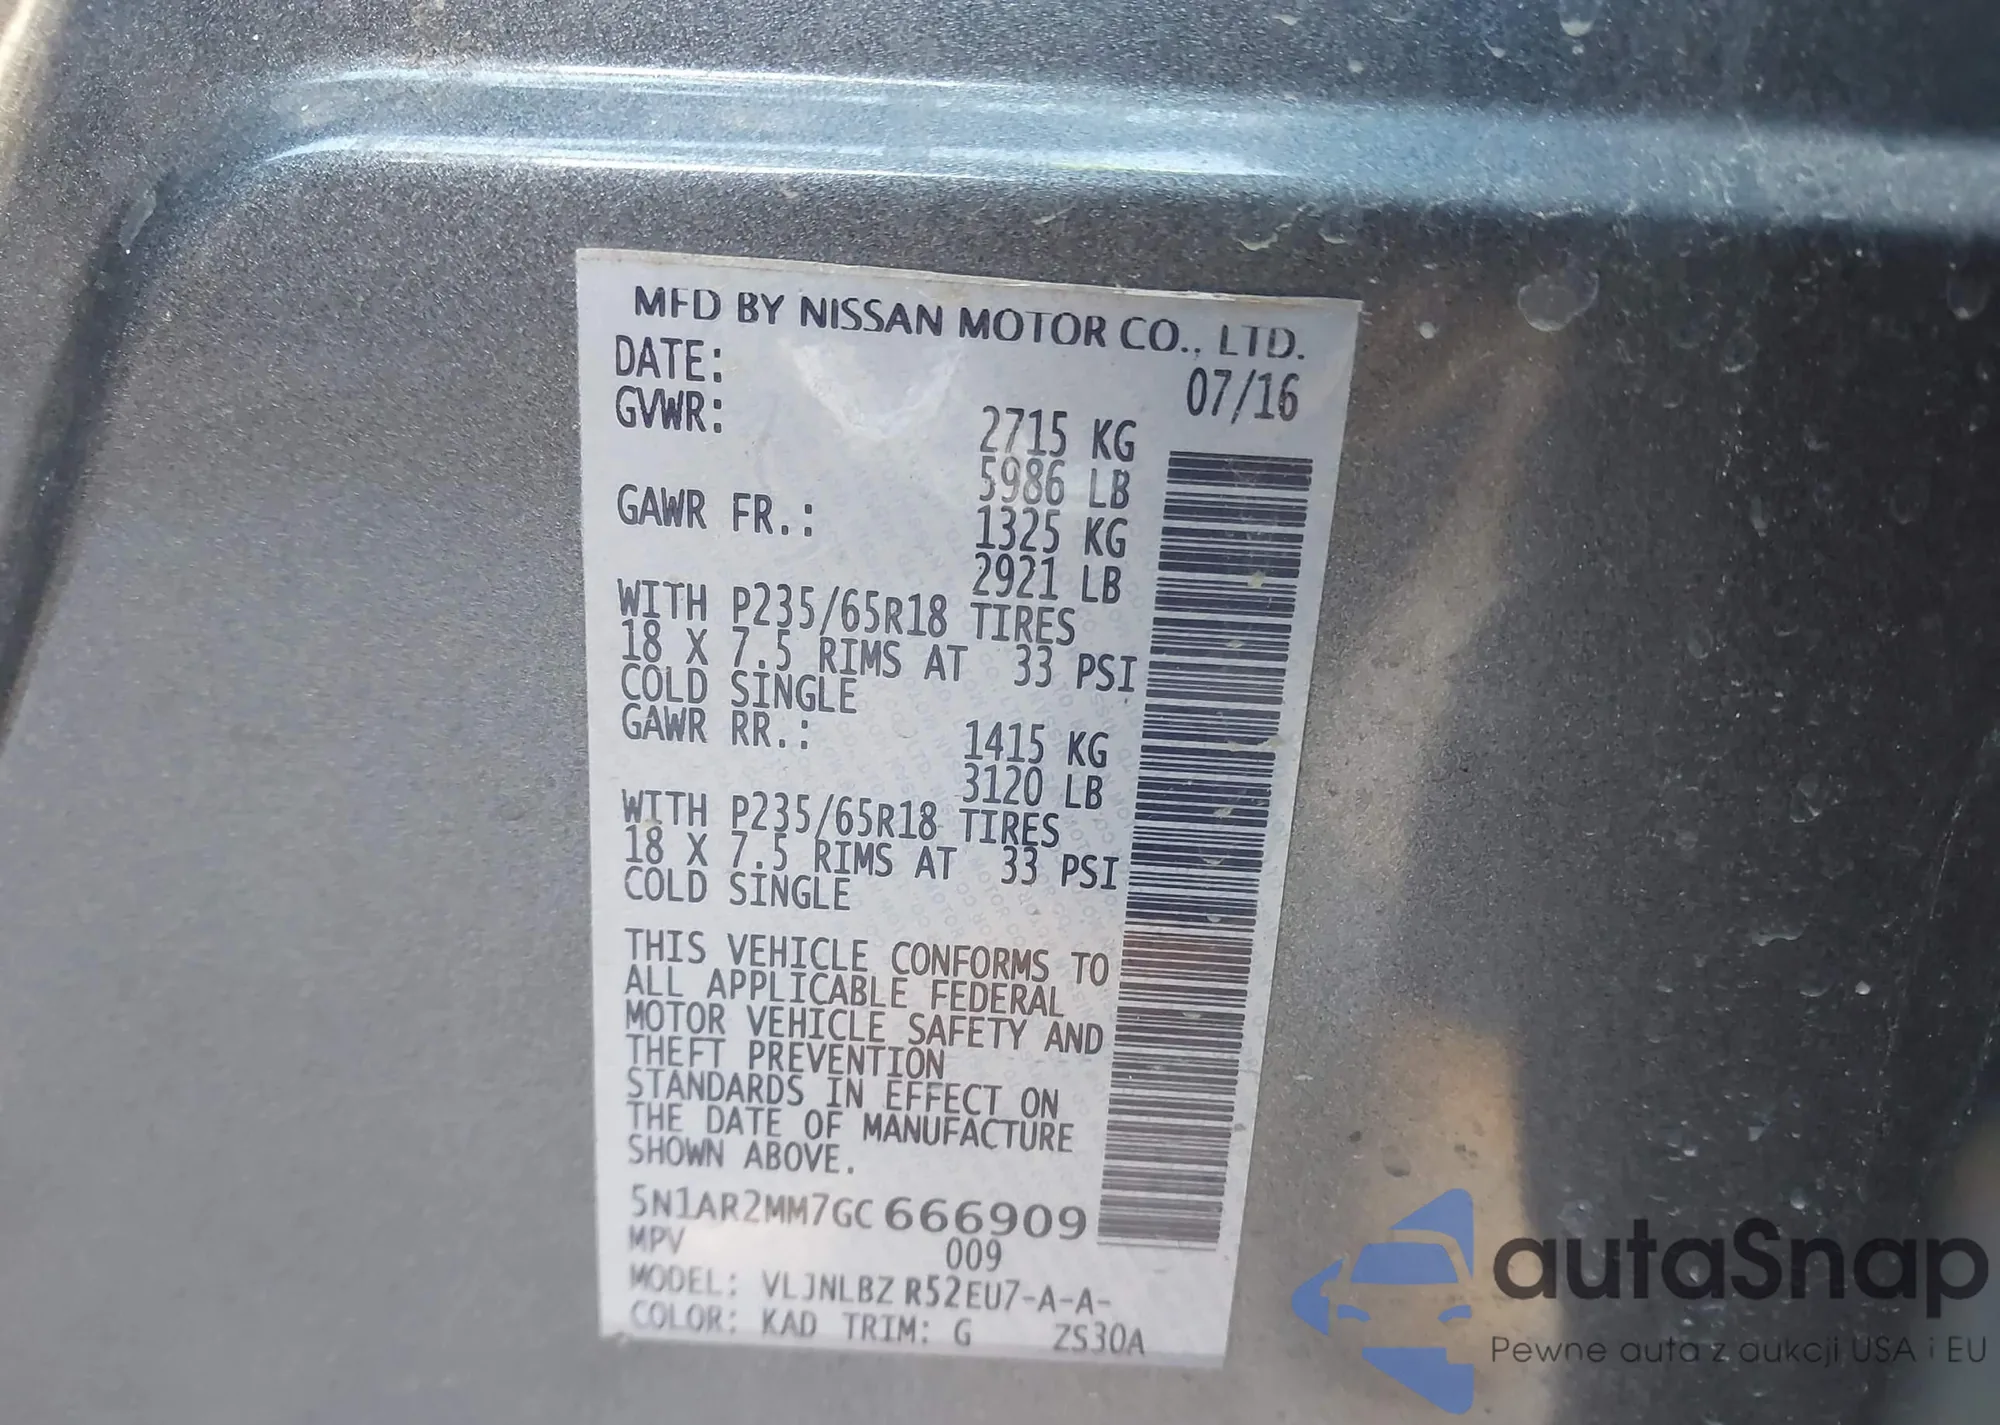 MFD BY NISSAN MOTOR CO., LTD.
DATE: 07/16
GVWR: 2715 KG
5986 LB
GAWR FR.: 1325 KG
2921 LB
WITH P235/65R18 TIRES
18 X 7.5 RIMS AT 33 PSI
COLD SINGLE
GAWR RR.: 1415 KG
3120 LB
WITH P235/65R18 TIRES
18 X 7.5 RIMS AT 33 PSI
COLD SINGLE
THIS VEHICLE CONFORMS TO
ALL APPLICABLE FEDERAL
MOTOR VEHICLE SAFETY AND
THEFT PREVENTION
STANDARDS IN EFFECT ON
THE DATE OF MANUFACTURE
SHOWN ABOVE.
5N1AR2MM7GC666909
MPV 009
MODEL: VLJNLBZ R52EU7-A-A-
COLOR: KAD TRIM: G ZS30A
autaSnap
Pewne auta z aukcji USA i EU